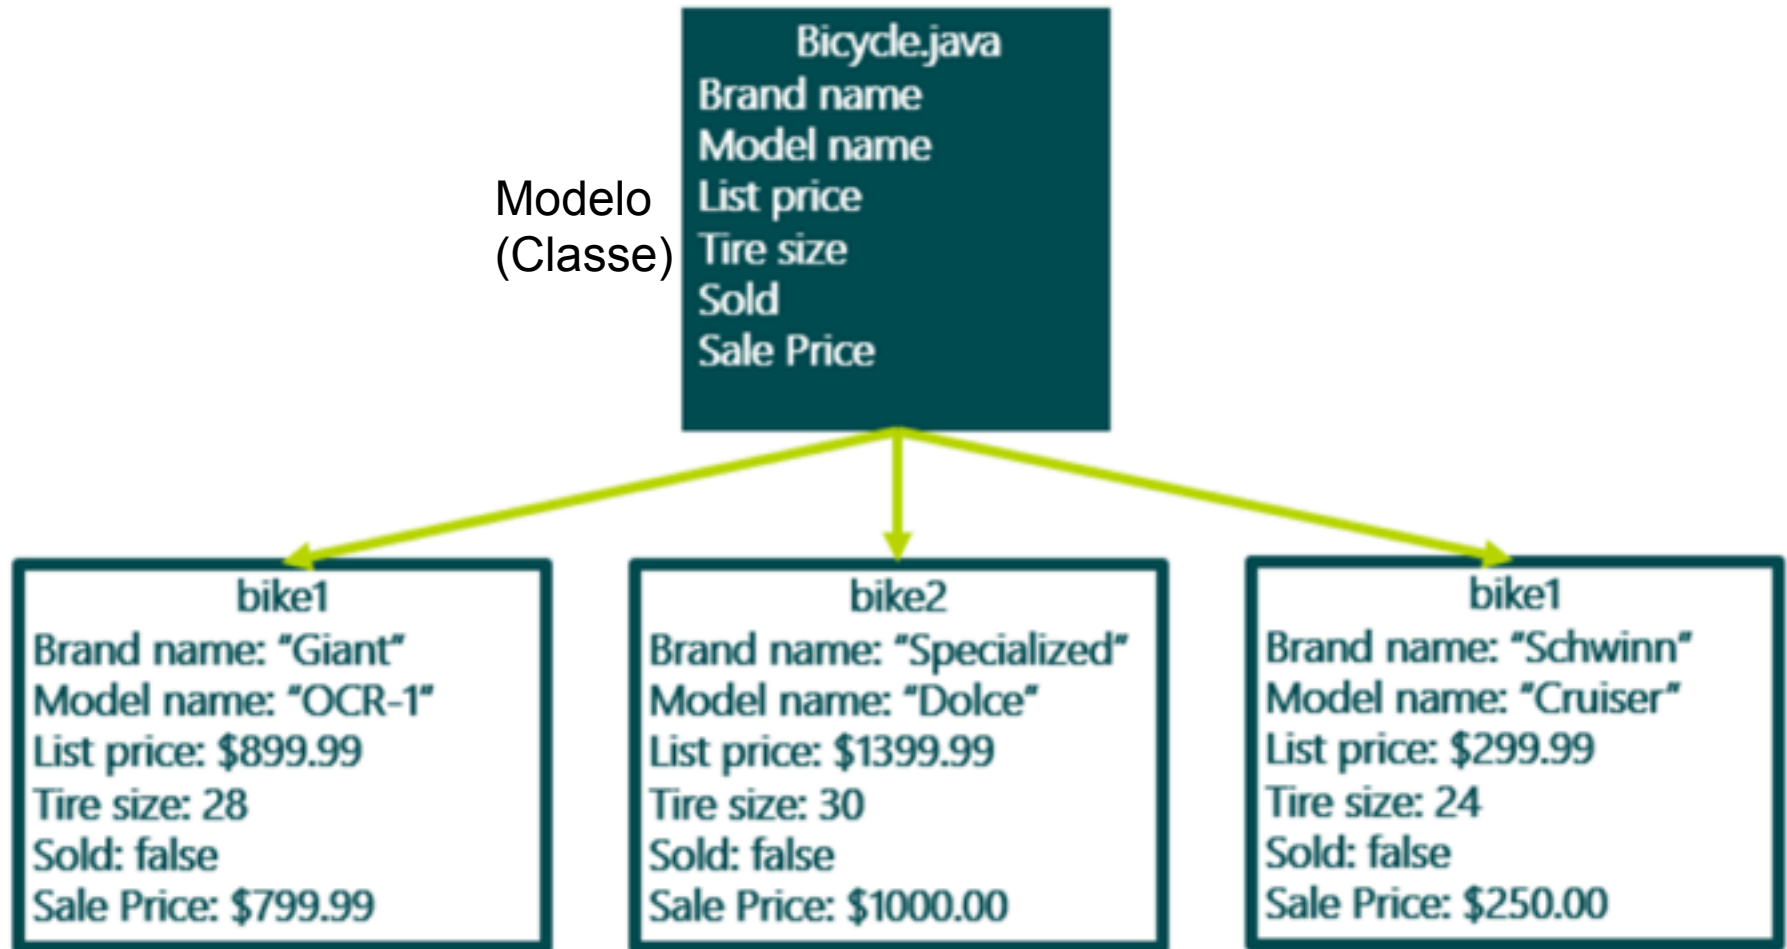 Bicycle.java
Brand name
Model name
List price
Tire size
Sold
Sale Price
Modelo
(Classe)
bike1
Brand name: "Giant"
Model name: "OCR-1"
List price: $899.99
Tire size: 28
Sold: false
Sale Price: $799.99
bike2
Brand name: "Specialized"
Model name: "Dolce"
List price: $1399.99
Tire size: 30
Sold: false
Sale Price: $1000.00
bike1
Brand name: "Schwinn"
Model name: "Cruiser"
List price: $299.99
Tire size: 24
Sold: false
Sale Price: $250.00